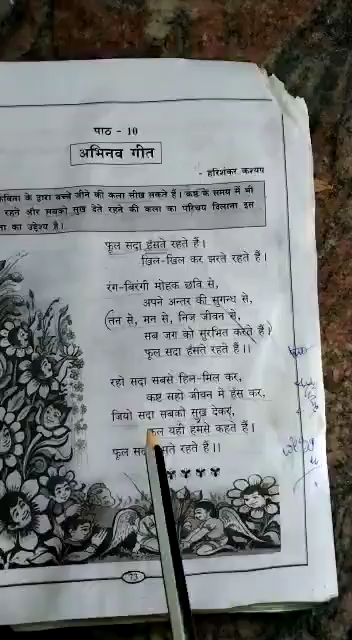 पाठ - 10
अभिनव गीत
- हरिशंकर कश्यप
कविता के द्वारा बच्चे जीने की कला सीख सकते हैं। कष्ट के समय में भी
रहने और सबको सुख देते रहने की कला का परिचय दिलाना इस
का उद्देश्य है।
फूल सदा हँसते रहते हैं।
खिल-खिल कर झरते रहते हैं।
रंग-बिरंगी मोहक छवि से,
अपने अन्तर की सुगन्ध से,
(तन से, मन से, निज जीवन से,
सब जग को सुरभित करते हैं)
फूल सदा हँसते रहते हैं।।
रहो सदा सबसे हिल-मिल कर,
कष्ट सहो जीवन में हँस कर,
जियो सदा सबको सुख देकर,
फूल यही हमसे कहते हैं।
फूल सदा हँसते रहते हैं।।
73